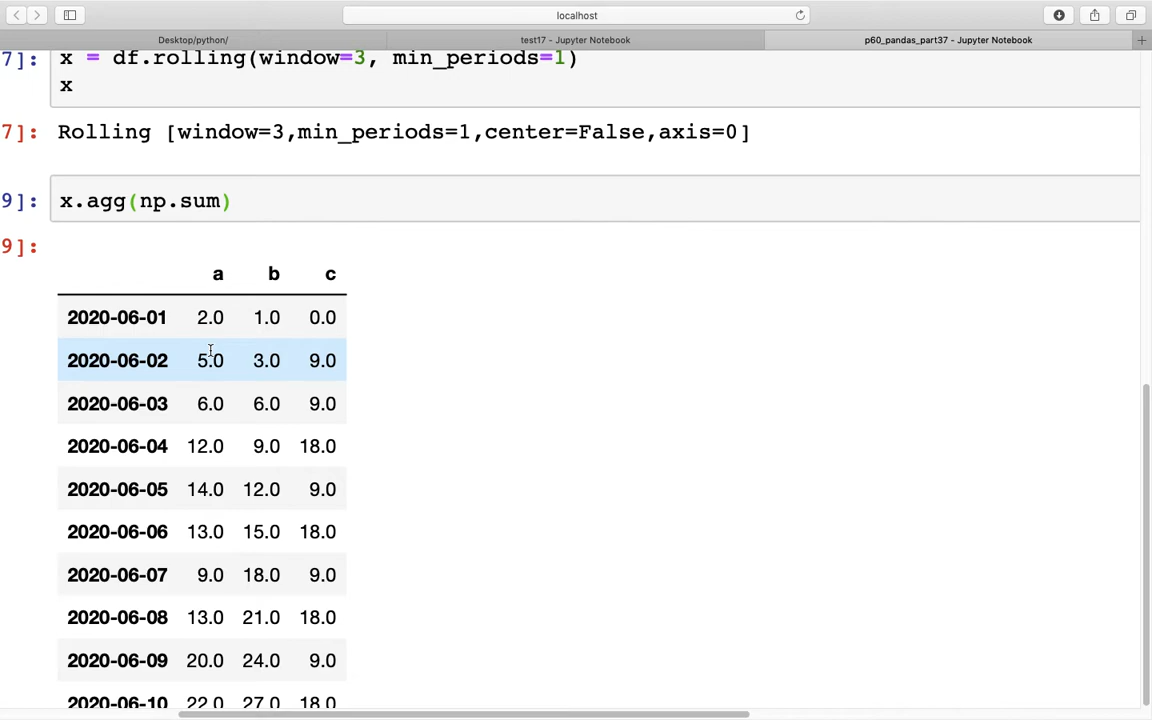 localhost
Desktop/python/ test17 - Jupyter Notebook p60_pandas_part37 - Jupyter Notebook
7]: x = df.rolling(window=3, min_periods=1)
x
7]: Rolling [window=3,min_periods=1,center=False,axis=0]
9]: x.agg(np.sum)
9]:
a b c
2020-06-01 2.0 1.0 0.0
2020-06-02 5.0 3.0 9.0
2020-06-03 6.0 6.0 9.0
2020-06-04 12.0 9.0 18.0
2020-06-05 14.0 12.0 9.0
2020-06-06 13.0 15.0 18.0
2020-06-07 9.0 18.0 9.0
2020-06-08 13.0 21.0 18.0
2020-06-09 20.0 24.0 9.0
2020-06-10 22.0 27.0 18.0